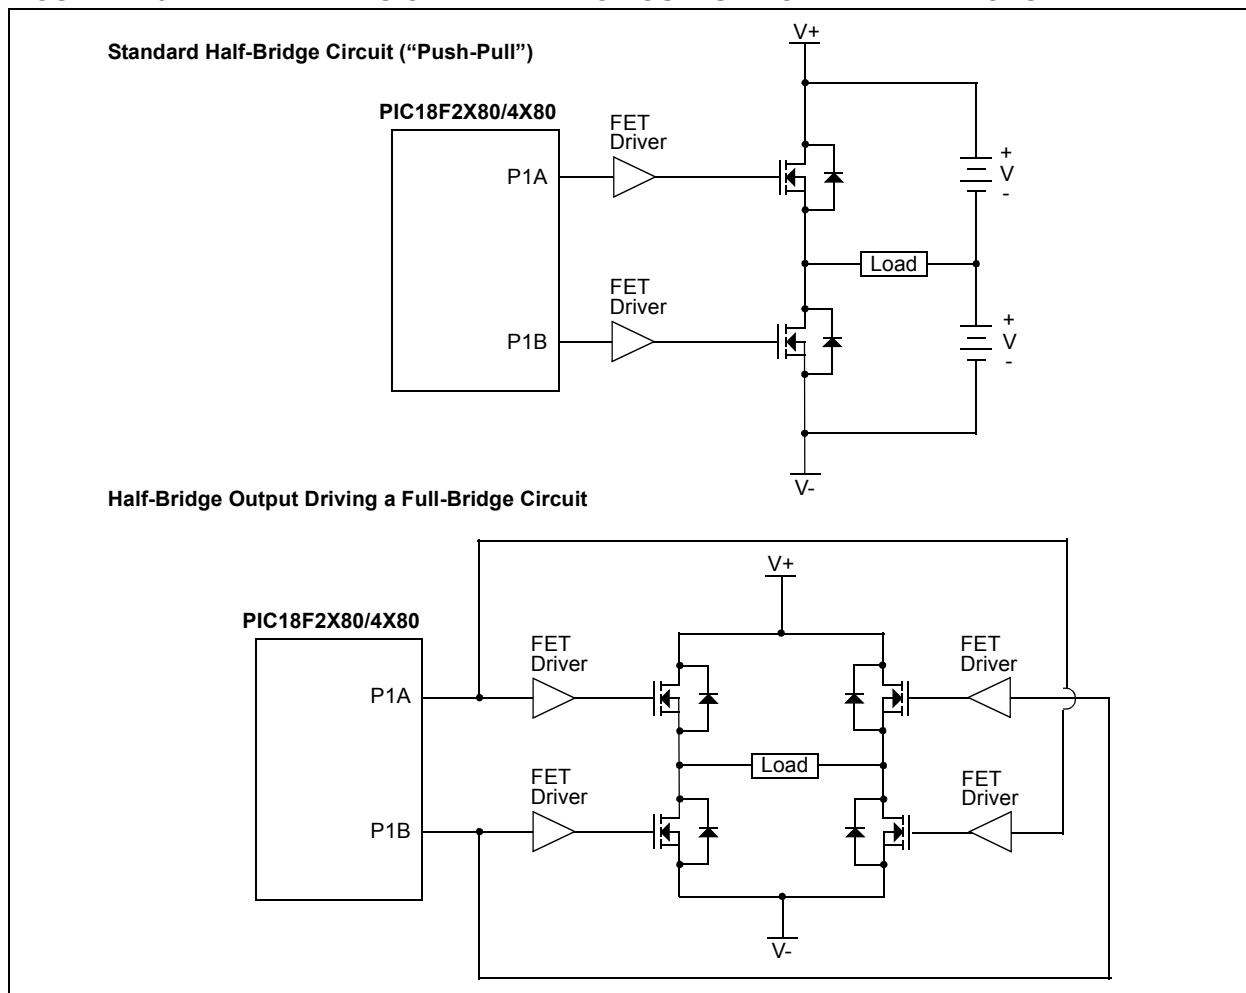 Standard Half-Bridge Circuit (“Push-Pull”)
V+
PIC18F2X80/4X80
FET
Driver
P1A
+
V
-
Load
FET
Driver
P1B
+
V
-
V-
Half-Bridge Output Driving a Full-Bridge Circuit
V+
PIC18F2X80/4X80
FET
Driver
FET
Driver
P1A
Load
FET
Driver
FET
Driver
P1B
V-